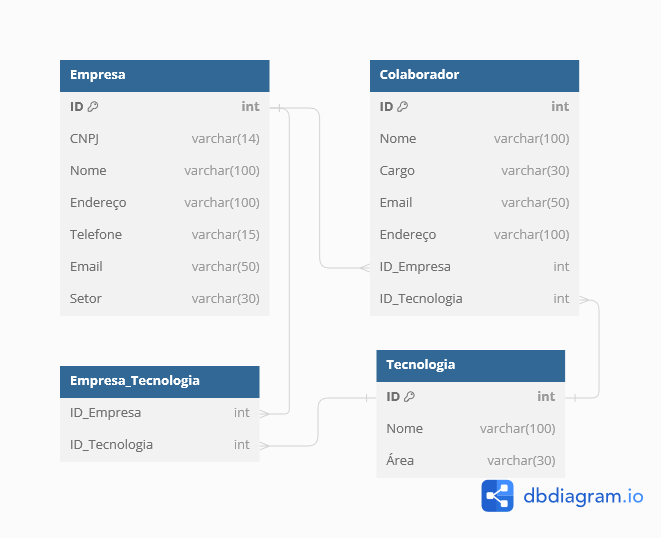 Empresa
ID int
CNPJ varchar(14)
Nome varchar(100)
Endereço varchar(100)
Telefone varchar(15)
Email varchar(50)
Setor varchar(30)
Colaborador
ID int
Nome varchar(100)
Cargo varchar(30)
Email varchar(50)
Endereço varchar(100)
ID_Empresa int
ID_Tecnologia int
Empresa_Tecnologia
ID_Empresa int
ID_Tecnologia int
Tecnologia
ID int
Nome varchar(100)
Área varchar(30)
dbdiagram.io